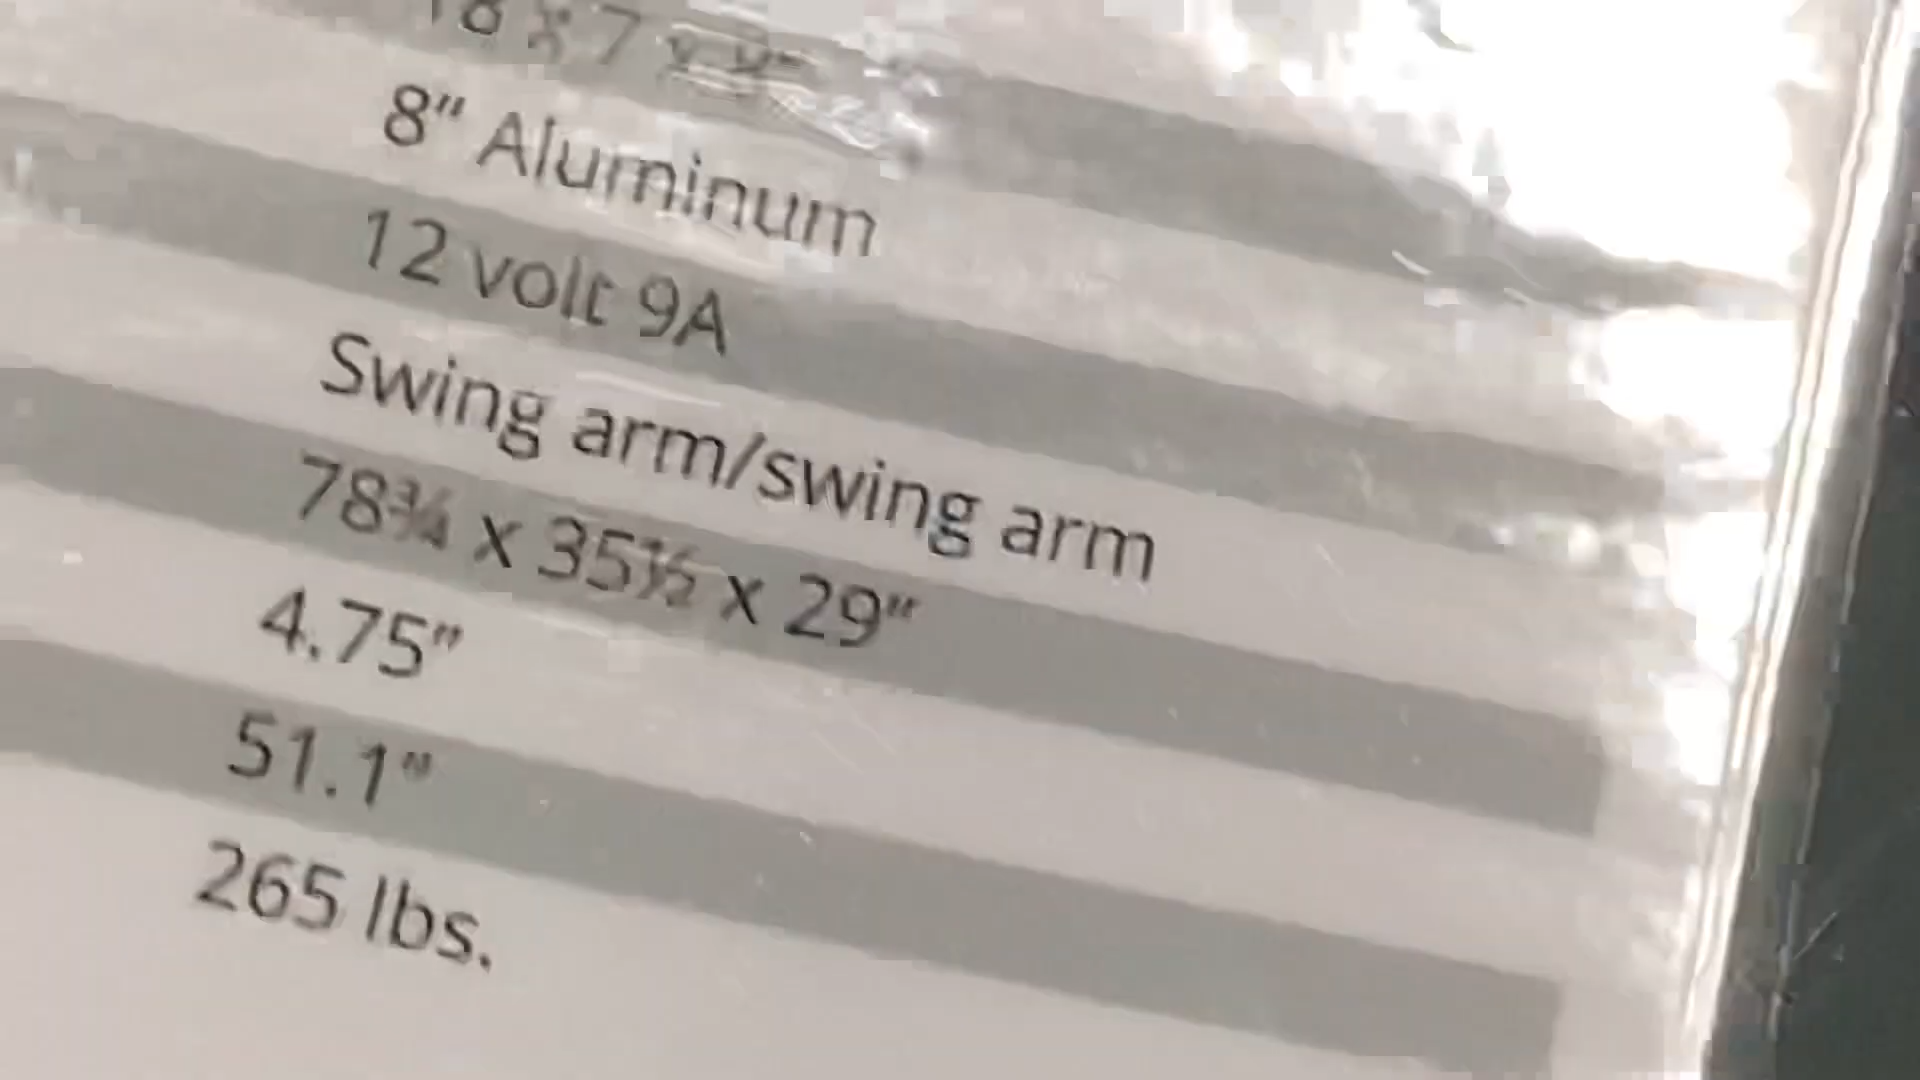 8" Aluminum
12 volt 9A
Swing arm/swing arm
78¾ x 35½ x 29"
4.75"
51.1"
265 lbs.